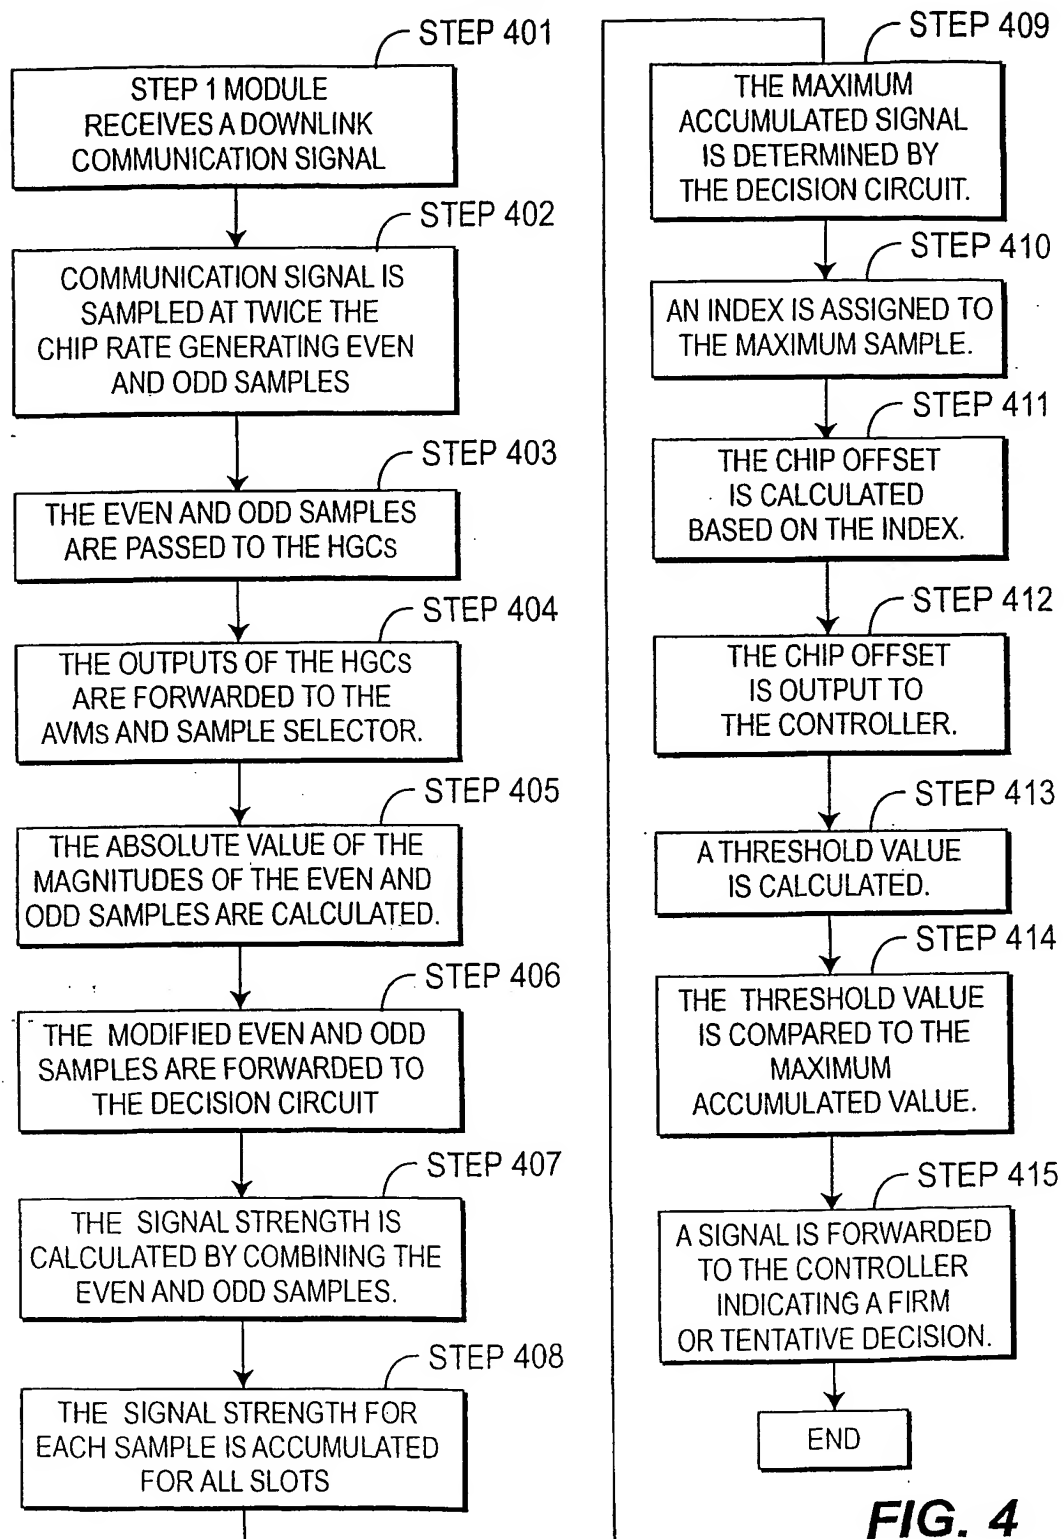 STEP 401
STEP 1 MODULE
RECEIVES A DOWNLINK
COMMUNICATION SIGNAL
STEP 402
COMMUNICATION SIGNAL IS
SAMPLED AT TWICE THE
CHIP RATE GENERATING EVEN
AND ODD SAMPLES
STEP 403
THE EVEN AND ODD SAMPLES
ARE PASSED TO THE HGCs
STEP 404
THE OUTPUTS OF THE HGCs
ARE FORWARDED TO THE
AVMs AND SAMPLE SELECTOR.
STEP 405
THE ABSOLUTE VALUE OF THE
MAGNITUDES OF THE EVEN AND
ODD SAMPLES ARE CALCULATED.
STEP 406
THE MODIFIED EVEN AND ODD
SAMPLES ARE FORWARDED TO
THE DECISION CIRCUIT
STEP 407
THE SIGNAL STRENGTH IS
CALCULATED BY COMBINING THE
EVEN AND ODD SAMPLES.
STEP 408
THE SIGNAL STRENGTH FOR
EACH SAMPLE IS ACCUMULATED
FOR ALL SLOTS
STEP 409
THE MAXIMUM
ACCUMULATED SIGNAL
IS DETERMINED BY
THE DECISION CIRCUIT.
STEP 410
AN INDEX IS ASSIGNED TO
THE MAXIMUM SAMPLE.
STEP 411
THE CHIP OFFSET
IS CALCULATED
BASED ON THE INDEX.
STEP 412
THE CHIP OFFSET
IS OUTPUT TO
THE CONTROLLER.
STEP 413
A THRESHOLD VALUE
IS CALCULATED.
STEP 414
THE THRESHOLD VALUE
IS COMPARED TO THE
MAXIMUM
ACCUMULATED VALUE.
STEP 415
A SIGNAL IS FORWARDED
TO THE CONTROLLER
INDICATING A FIRM
OR TENTATIVE DECISION.
END
FIG. 4